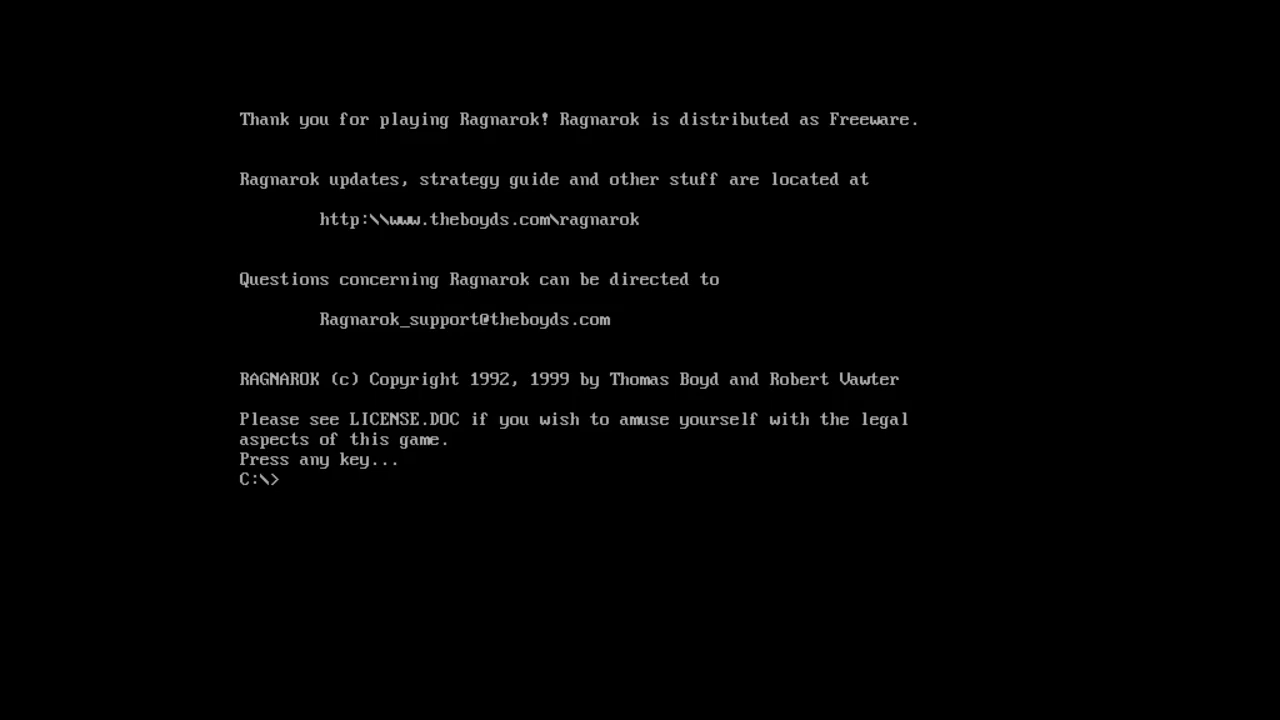 Thank you for playing Ragnarok! Ragnarok is distributed as Freeware.
Ragnarok updates, strategy guide and other stuff are located at
http:\\www.theboyds.com\ragnarok
Questions concerning Ragnarok can be directed to
Ragnarok_support@theboyds.com
RAGNAROK (c) Copyright 1992, 1999 by Thomas Boyd and Robert Vawter
Please see LICENSE.DOC if you wish to amuse yourself with the legal
aspects of this game.
Press any key...
C:\>